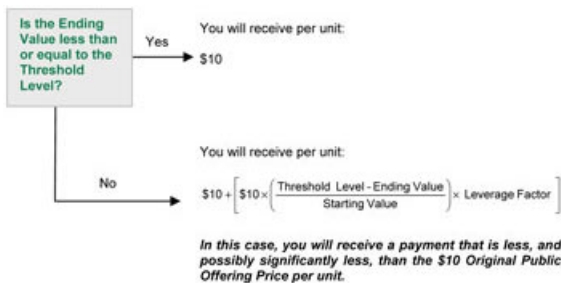 Is the Ending
Value less than
or equal to the
Threshold
Level?
Yes
You will receive per unit:
$10
No
You will receive per unit:
$10 + [ $10 × ( Threshold Level - Ending Value / Starting Value ) × Leverage Factor ]
In this case, you will receive a payment that is less, and
possibly significantly less, than the $10 Original Public
Offering Price per unit.